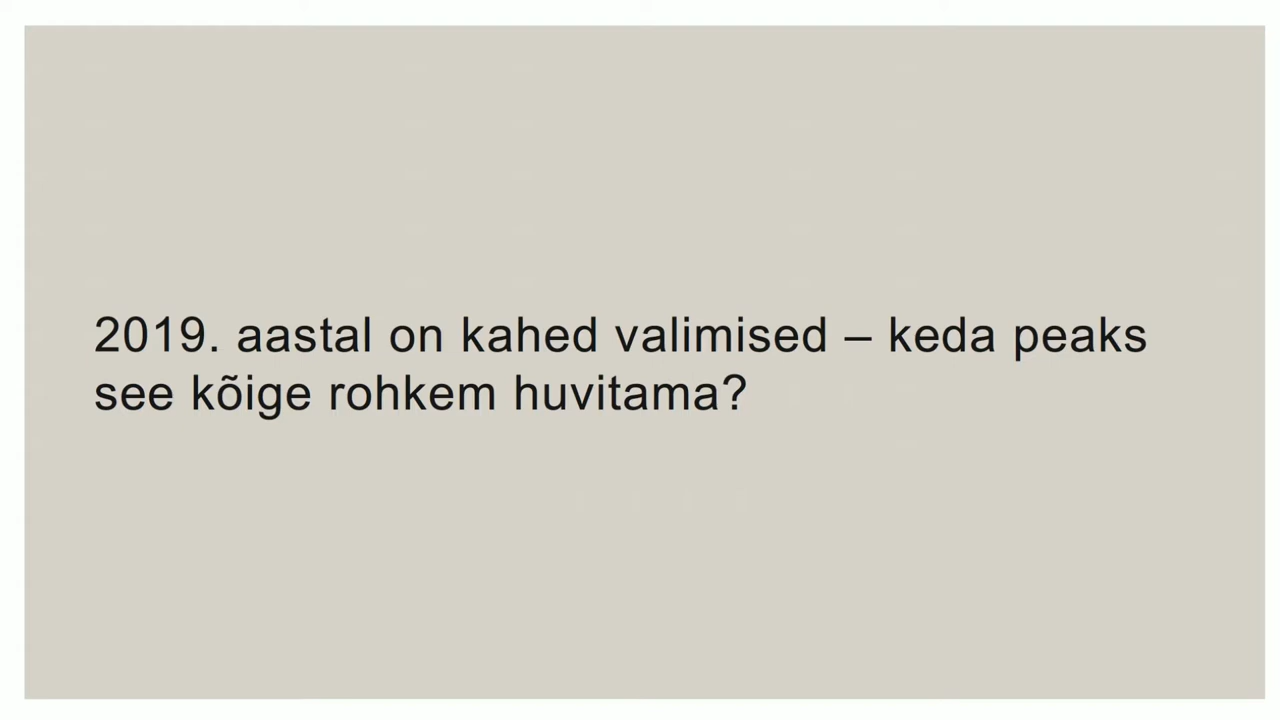 2019. aastal on kahed valimised – keda peaks
see kõige rohkem huvitama?